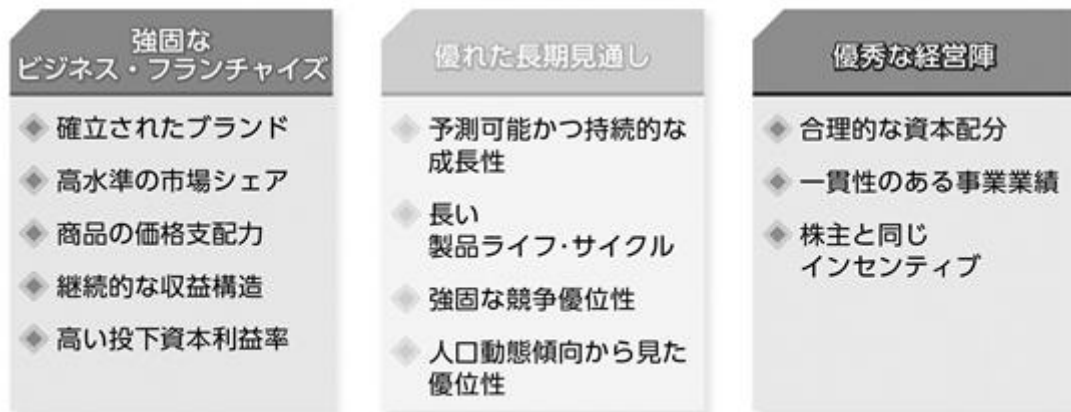 強固な
ビジネス・フランチャイズ
確立されたブランド
高水準の市場シェア
商品の価格支配力
継続的な収益構造
高い投下資本利益率
優れた長期見通し
予測可能かつ持続的な
成長性
長い
製品ライフ・サイクル
強固な競争優位性
人口動態傾向から見た
優位性
優秀な経営陣
合理的な資本配分
一貫性のある事業業績
株主と同じ
インセンティブ